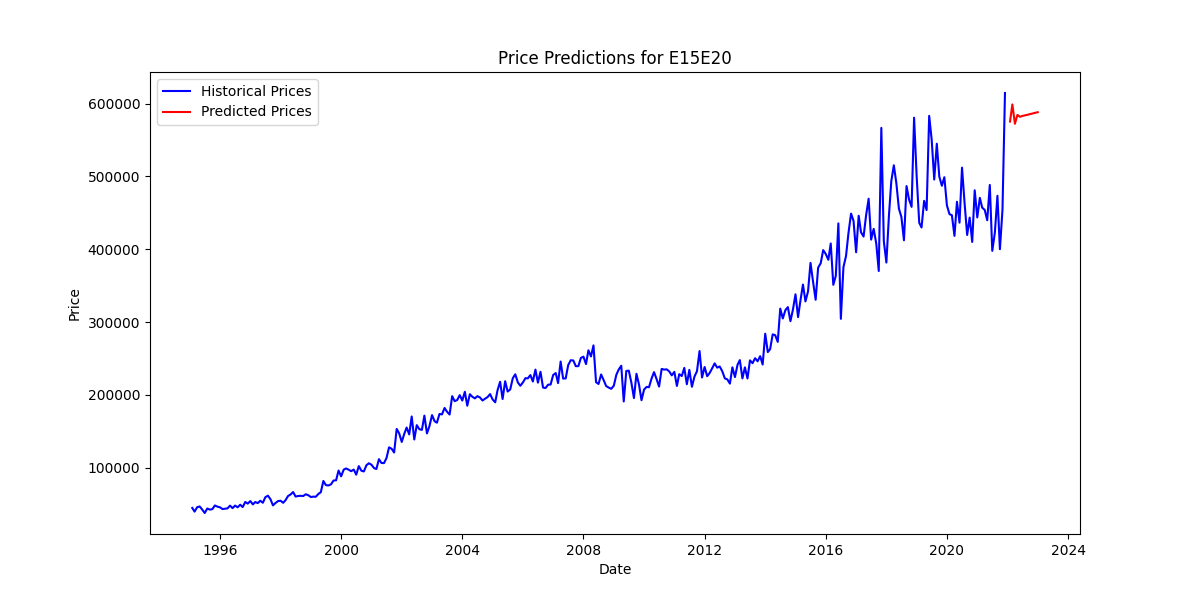 Price Predictions for E15E20
Historical Prices
Predicted Prices
600000
500000
400000
300000
200000
100000
Price
1996 2000 2004 2008 2012 2016 2020 2024
Date